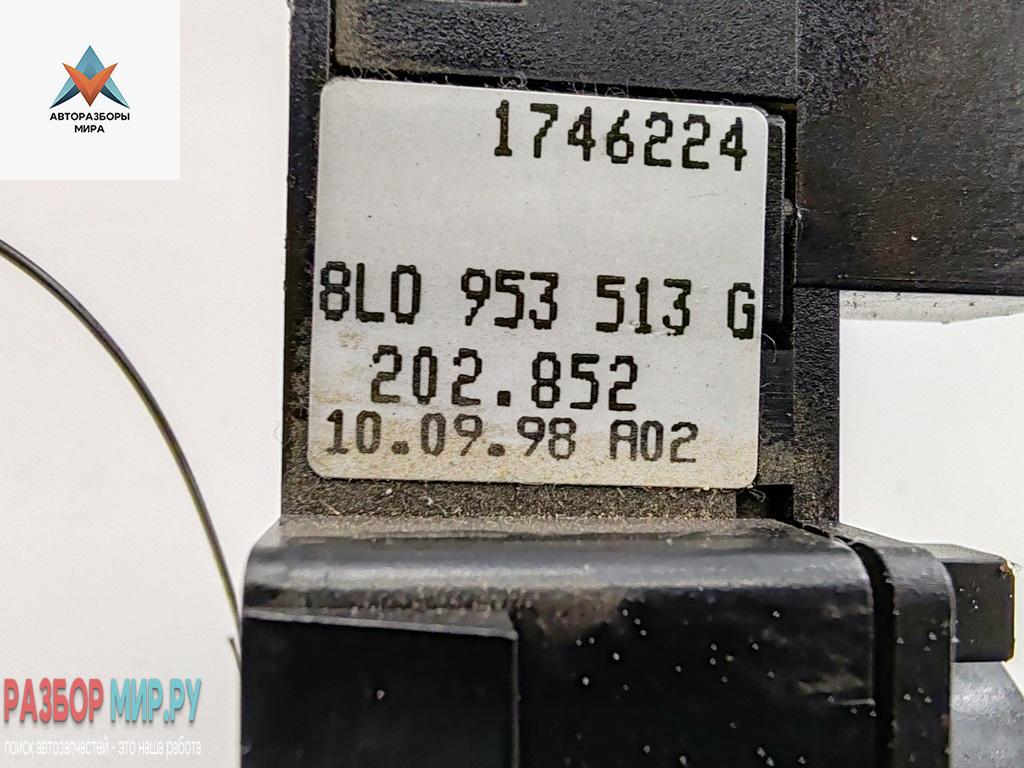 АВТОРАЗБОРЫ
МИРА
1746224
8L0 953 513 G
202.852
10.09.98 A02
РАЗБОР МИР.РУ
поиск автозапчастей - это наша работа